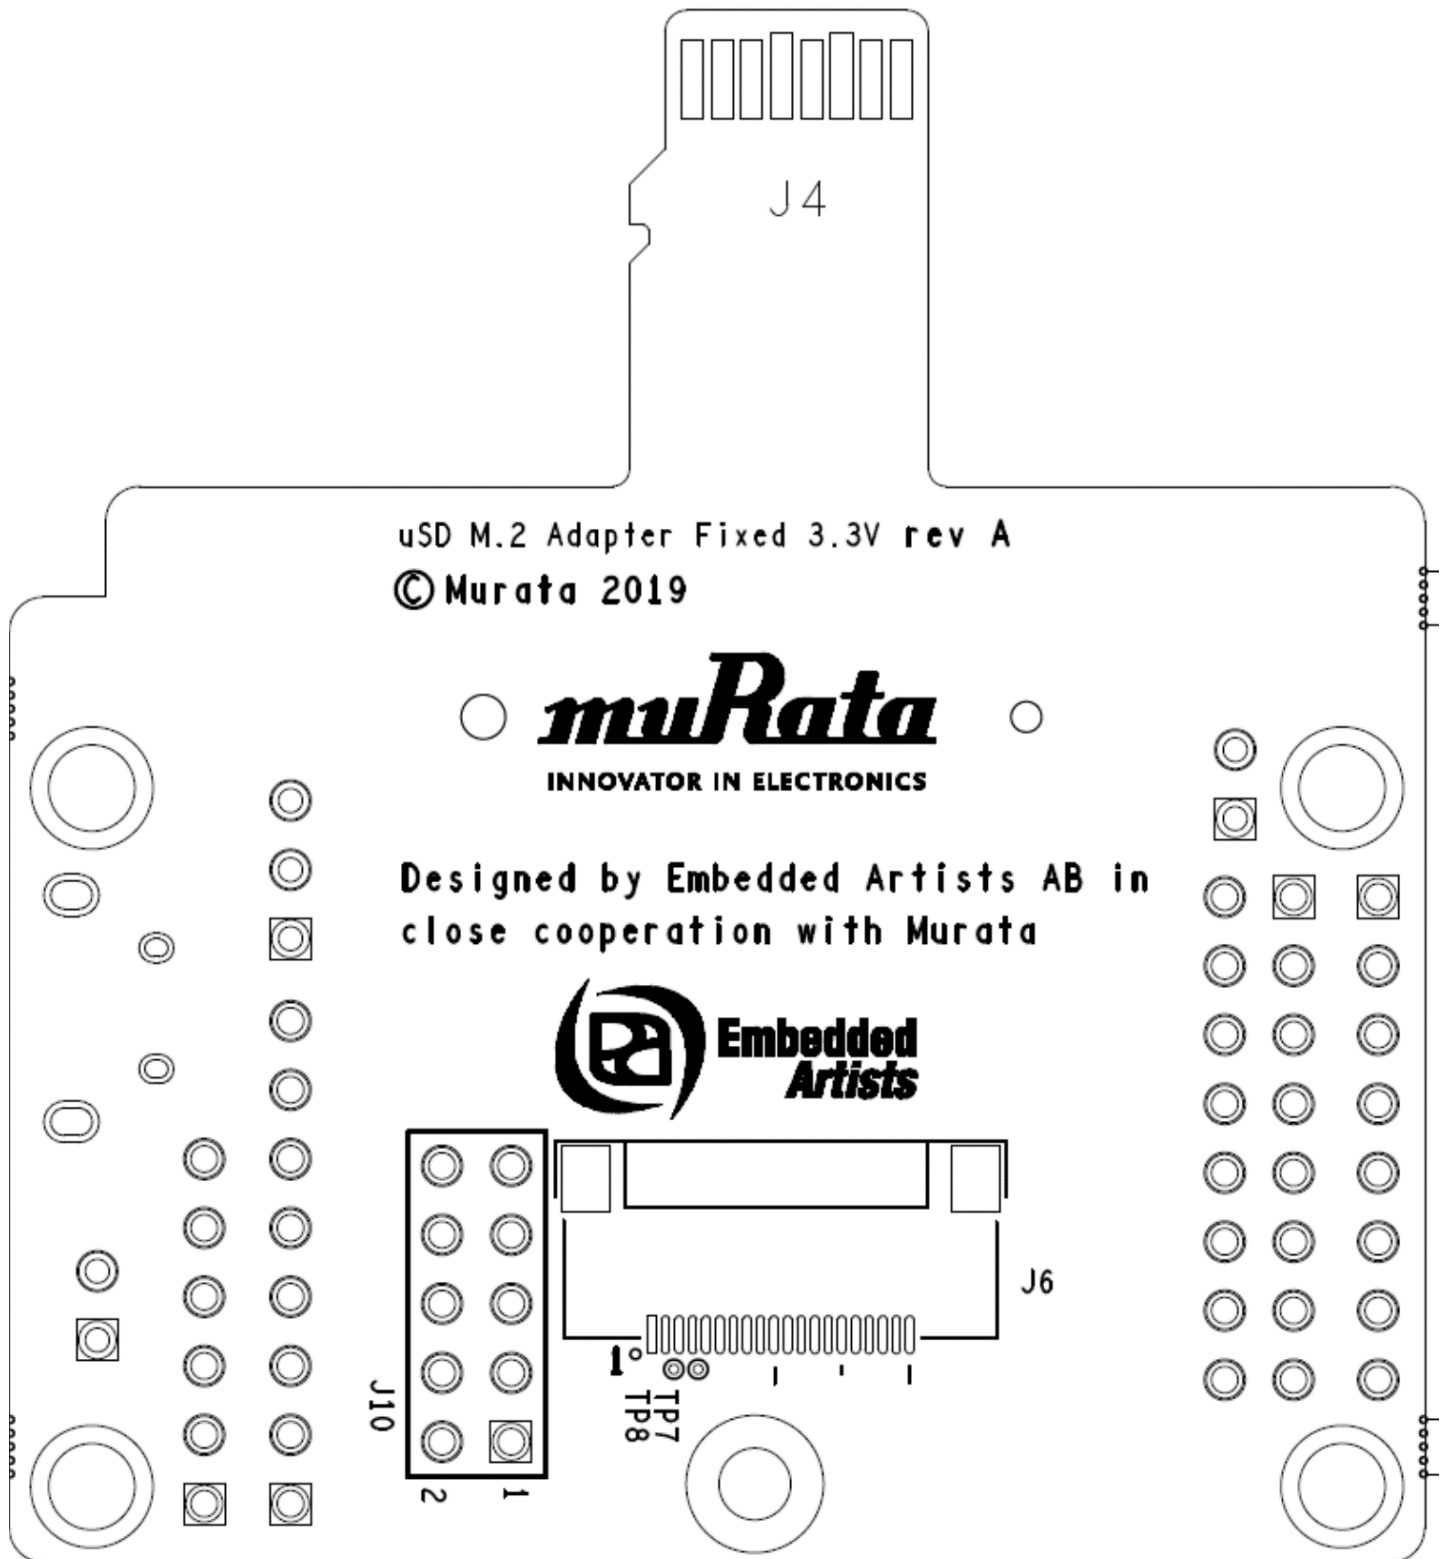 J4
uSD M.2 Adapter Fixed 3.3V rev A
© Murata 2019
muRata
INNOVATOR IN ELECTRONICS
Designed by Embedded Artists AB in
close cooperation with Murata
Embedded
Artists
J6
1
TP7
TP8
J10
2
1